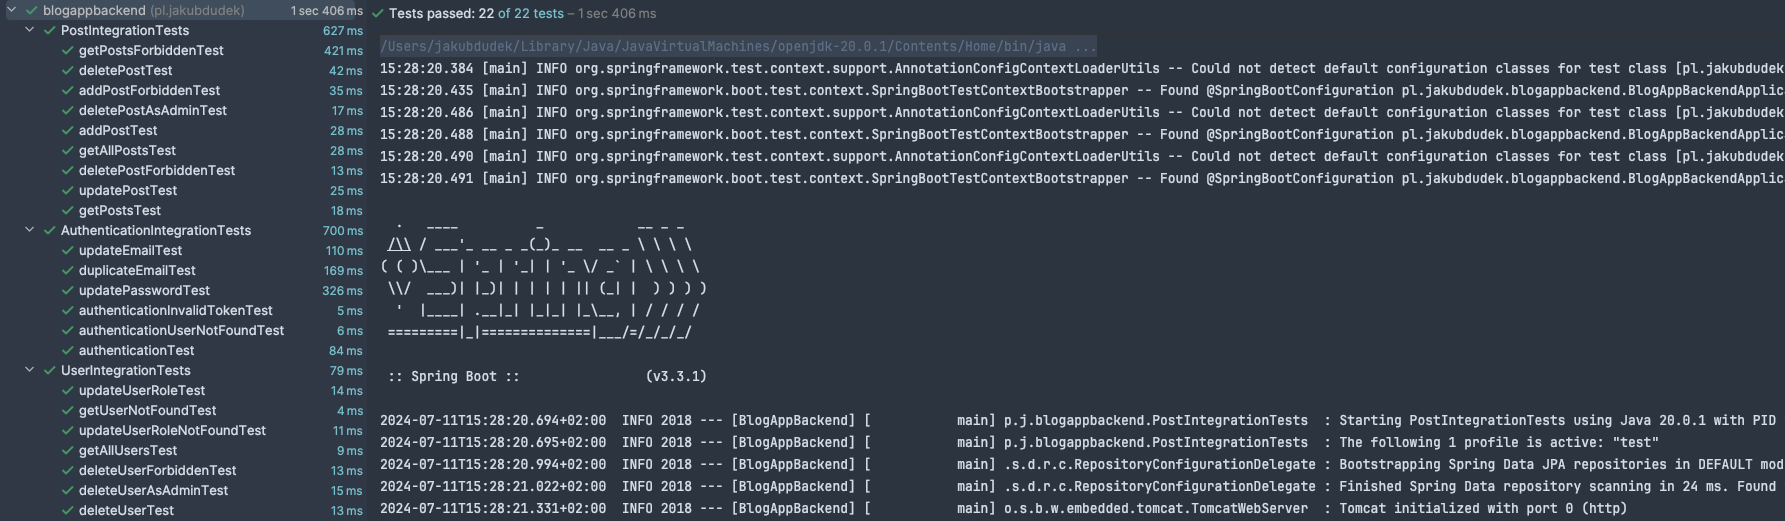 blogappbackend (pl.jakubdudek) 1 sec 406 ms
PostIntegrationTests 627 ms
getPostsForbiddenTest 421 ms
deletePostTest 42 ms
addPostForbiddenTest 35 ms
deletePostAsAdminTest 17 ms
addPostTest 28 ms
getAllPostsTest 28 ms
deletePostForbiddenTest 13 ms
updatePostTest 25 ms
getPostsTest 18 ms
AuthenticationIntegrationTests 700 ms
updateEmailTest 110 ms
duplicateEmailTest 169 ms
updatePasswordTest 326 ms
authenticationInvalidTokenTest 5 ms
authenticationUserNotFoundTest 6 ms
authenticationTest 84 ms
UserIntegrationTests 79 ms
updateUserRoleTest 14 ms
getUserNotFoundTest 4 ms
updateUserRoleNotFoundTest 11 ms
getAllUsersTest 9 ms
deleteUserForbiddenTest 13 ms
deleteUserAsAdminTest 15 ms
deleteUserTest 13 ms
Tests passed: 22 of 22 tests – 1 sec 406 ms
/Users/jakubdudek/Library/Java/JavaVirtualMachines/openjdk-20.0.1/Contents/Home/bin/java ...
15:28:20.384 [main] INFO org.springframework.test.context.support.AnnotationConfigContextLoaderUtils -- Could not detect default configuration classes for test class [pl.jakubdudek
15:28:20.435 [main] INFO org.springframework.boot.test.context.SpringBootTestContextBootstrapper -- Found @SpringBootConfiguration pl.jakubdudek.blogappbackend.BlogAppBackendApplic
15:28:20.486 [main] INFO org.springframework.test.context.support.AnnotationConfigContextLoaderUtils -- Could not detect default configuration classes for test class [pl.jakubdudek
15:28:20.488 [main] INFO org.springframework.boot.test.context.SpringBootTestContextBootstrapper -- Found @SpringBootConfiguration pl.jakubdudek.blogappbackend.BlogAppBackendApplic
15:28:20.490 [main] INFO org.springframework.test.context.support.AnnotationConfigContextLoaderUtils -- Could not detect default configuration classes for test class [pl.jakubdudek
15:28:20.491 [main] INFO org.springframework.boot.test.context.SpringBootTestContextBootstrapper -- Found @SpringBootConfiguration pl.jakubdudek.blogappbackend.BlogAppBackendApplic
  .   ____          _            __ _ _
 /\\ / ___'_ __ _ _(_)_ __  __ _ \ \ \ \
( ( )\___ | '_ | '_| | '_ \/ _` | \ \ \ \
 \\/  ___)| |_)| | | | | || (_| |  ) ) ) )
  '  |____| .__|_| |_|_| |_\__, | / / / /
 =========|_|==============|___/=/_/_/_/
 :: Spring Boot ::                (v3.3.1)
2024-07-11T15:28:20.694+02:00  INFO 2018 --- [BlogAppBackend] [           main] p.j.blogappbackend.PostIntegrationTests  : Starting PostIntegrationTests using Java 20.0.1 with PID
2024-07-11T15:28:20.695+02:00  INFO 2018 --- [BlogAppBackend] [           main] p.j.blogappbackend.PostIntegrationTests  : The following 1 profile is active: "test"
2024-07-11T15:28:20.994+02:00  INFO 2018 --- [BlogAppBackend] [           main] .s.d.r.c.RepositoryConfigurationDelegate : Bootstrapping Spring Data JPA repositories in DEFAULT mod
2024-07-11T15:28:21.022+02:00  INFO 2018 --- [BlogAppBackend] [           main] .s.d.r.c.RepositoryConfigurationDelegate : Finished Spring Data repository scanning in 24 ms. Found
2024-07-11T15:28:21.331+02:00  INFO 2018 --- [BlogAppBackend] [           main] o.s.b.w.embedded.tomcat.TomcatWebServer  : Tomcat initialized with port 0 (http)